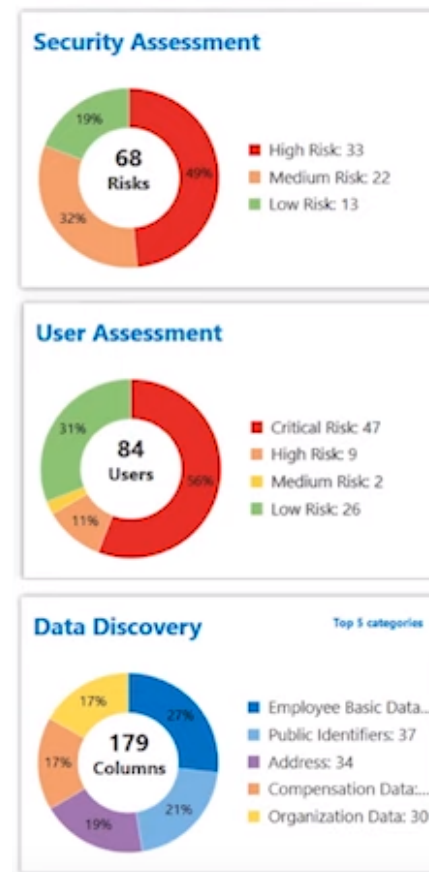 Security Assessment
19%
68
Risks
49%
32%
High Risk: 33
Medium Risk: 22
Low Risk: 13
User Assessment
31%
84
Users
56%
11%
Critical Risk: 47
High Risk: 9
Medium Risk: 2
Low Risk: 26
Data Discovery
Top 5 categories
17%
27%
179
Columns
17%
21%
19%
Employee Basic Data...
Public Identifiers: 37
Address: 34
Compensation Data:...
Organization Data: 30